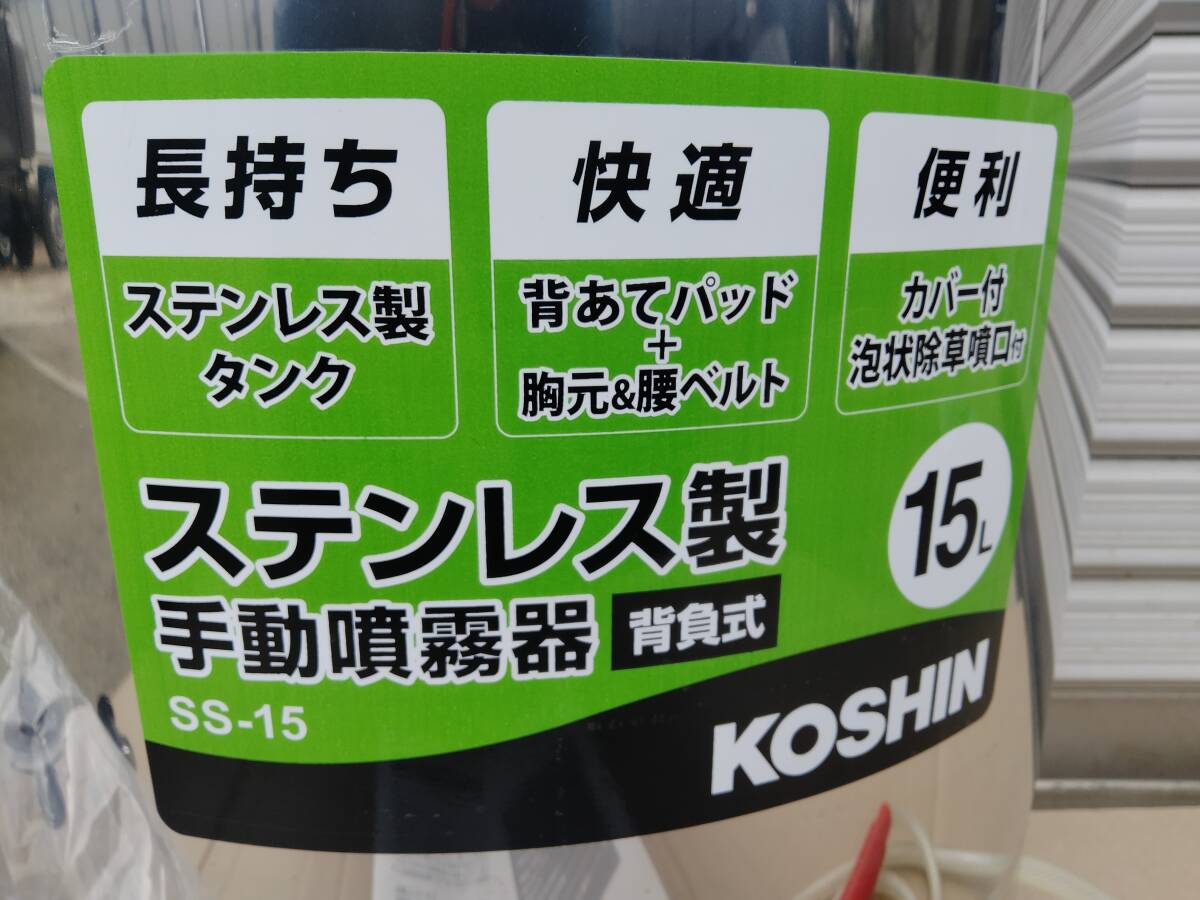 長持ち
ステンレス製
タンク
快適
背あてパッド
+
胸元&腰ベルト
便利
カバー付
泡状除草噴口付
ステンレス製
15L
手動噴霧器 背負式
SS-15
KOSHIN